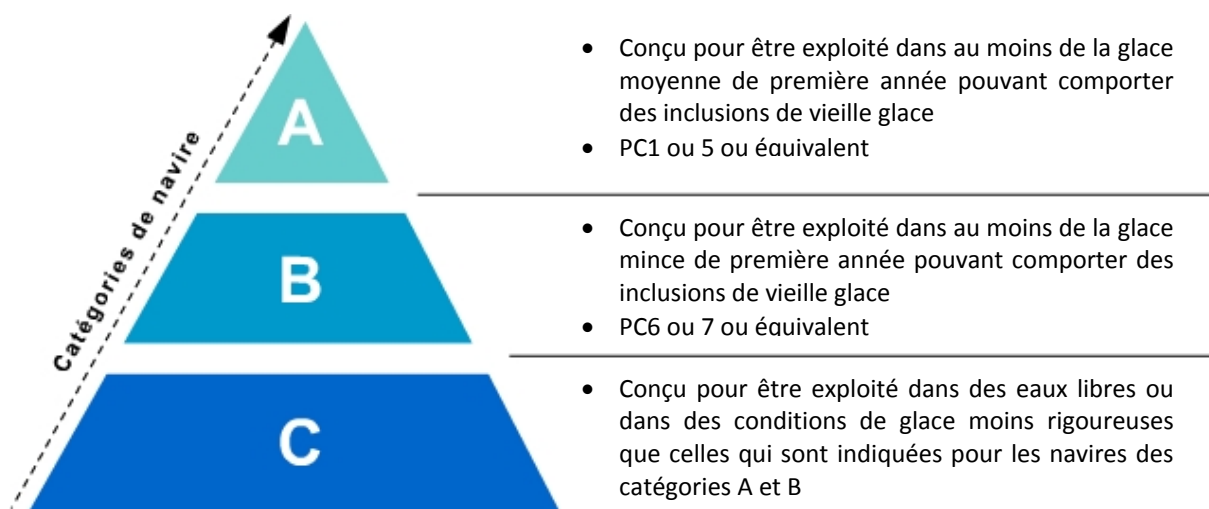 Catégories de navire
A
• Conçu pour être exploité dans au moins de la glace
moyenne de première année pouvant comporter
des inclusions de vieille glace
• PC1 ou 5 ou équivalent
B
• Conçu pour être exploité dans au moins de la glace
mince de première année pouvant comporter des
inclusions de vieille glace
• PC6 ou 7 ou équivalent
C
• Conçu pour être exploité dans des eaux libres ou
dans des conditions de glace moins rigoureuses
que celles qui sont indiquées pour les navires des
catégories A et B